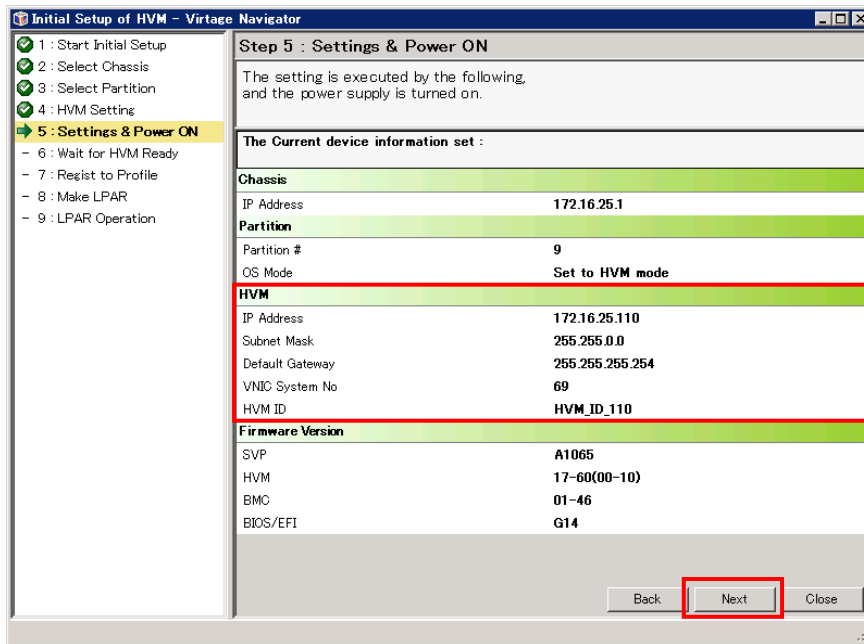 Initial Setup of HVM - Virtage Navigator
1 : Start Initial Setup
2 : Select Chassis
3 : Select Partition
4 : HVM Setting
5 : Settings & Power ON
- 6 : Wait for HVM Ready
- 7 : Regist to Profile
- 8 : Make LPAR
- 9 : LPAR Operation
Step 5 : Settings & Power ON
The setting is executed by the following,
and the power supply is turned on.
The Current device information set :
Chassis
IP Address 172.16.25.1
Partition
Partition # 9
OS Mode Set to HVM mode
HVM
IP Address 172.16.25.110
Subnet Mask 255.255.0.0
Default Gateway 255.255.255.254
VNIC System No 69
HVM ID HVM_ID_110
Firmware Version
SVP A1065
HVM 17-60(00-10)
BMC 01-46
BIOS/EFI G14
Back Next Close